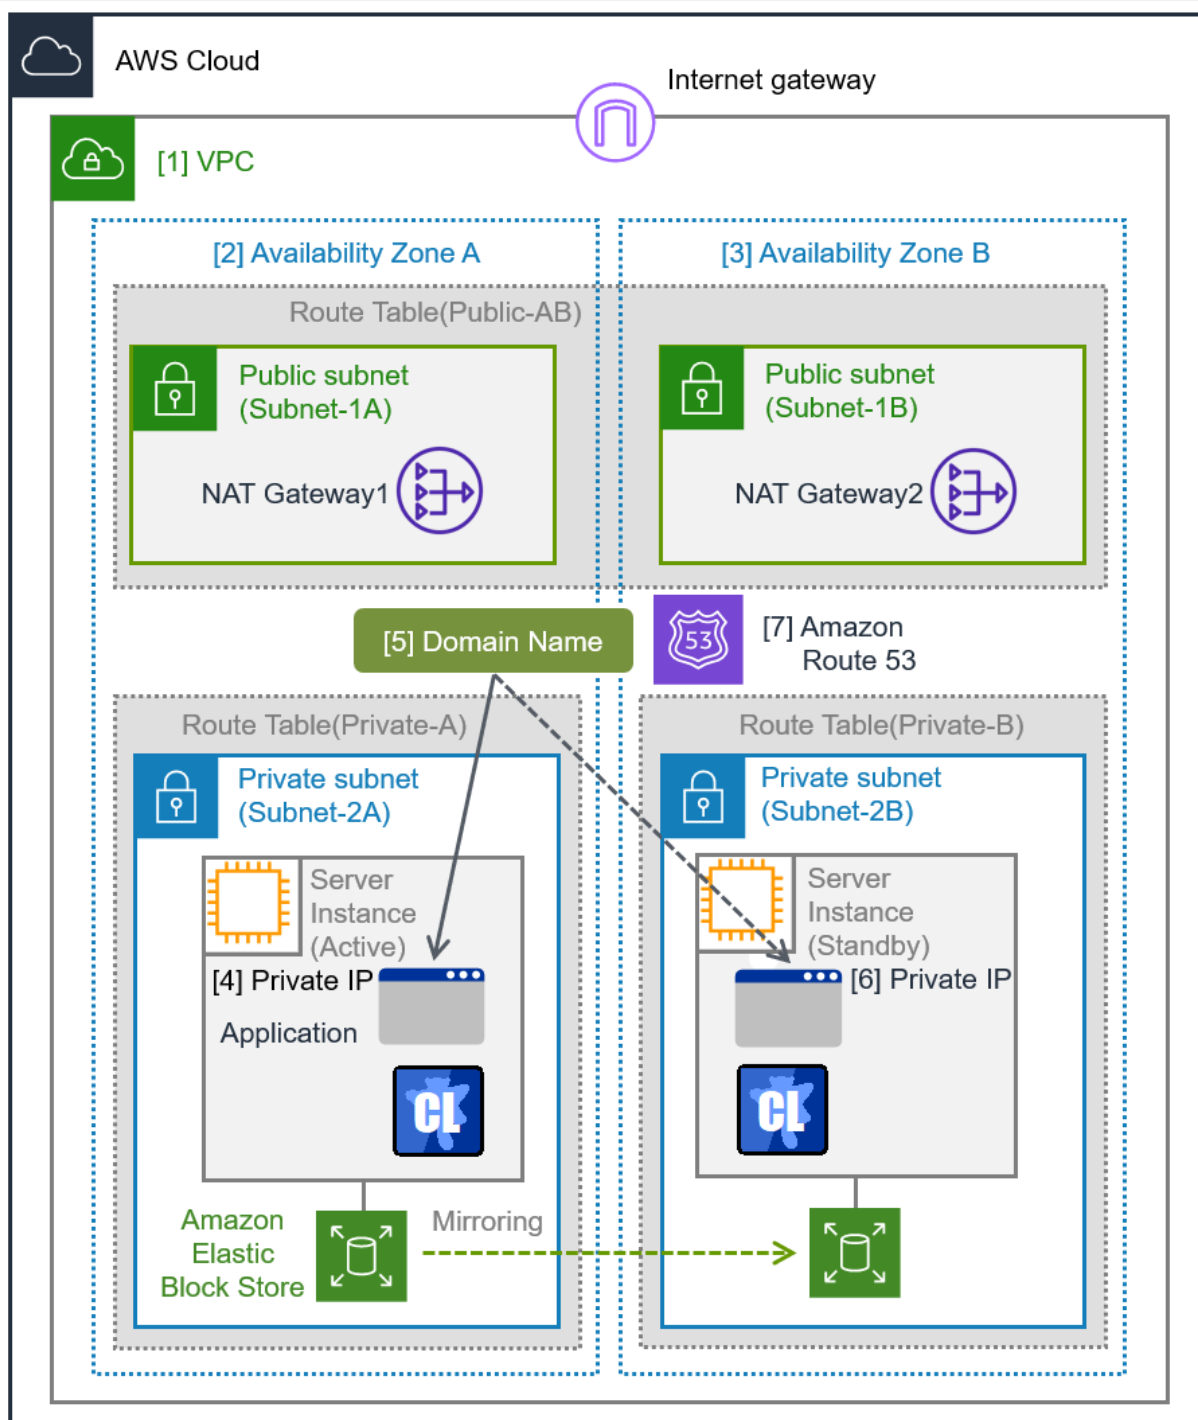 AWS Cloud
Internet gateway
[1] VPC
[2] Availability Zone A
[3] Availability Zone B
Route Table(Public-AB)
Public subnet
(Subnet-1A)
NAT Gateway1
Public subnet
(Subnet-1B)
NAT Gateway2
[5] Domain Name
53
[7] Amazon
Route 53
Route Table(Private-A)
Private subnet
(Subnet-2A)
Server
Instance
(Active)
[4] Private IP
Application
CL
Amazon
Elastic
Block Store
Mirroring
Route Table(Private-B)
Private subnet
(Subnet-2B)
Server
Instance
(Standby)
[6] Private IP
CL